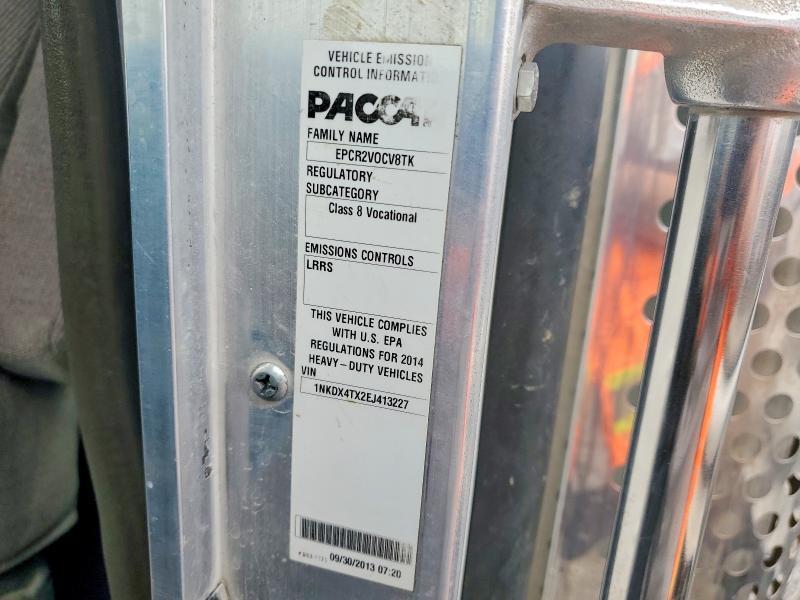 VEHICLE EMISSION
CONTROL INFORMATI
PACCA
FAMILY NAME
EPCR2VOCV8TK
REGULATORY
SUBCATEGORY
Class 8 Vocational
EMISSIONS CONTROLS
LRRS
THIS VEHICLE COMPLIES
WITH U.S. EPA
REGULATIONS FOR 2014
HEAVY-DUTY VEHICLES
VIN
1NKDX4TX2EJ413227
09/30/2013 07:20